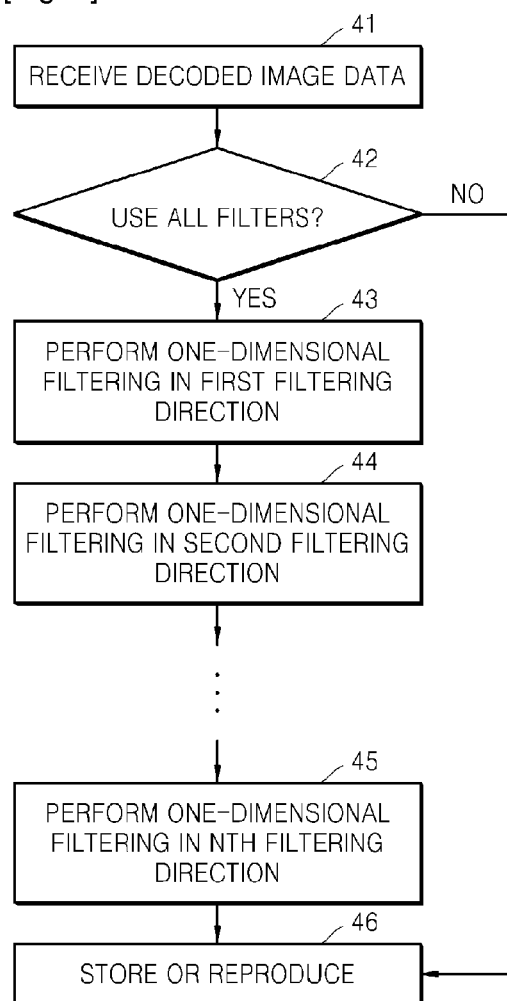 41
RECEIVE DECODED IMAGE DATA
42
USE ALL FILTERS?
NO
YES
43
PERFORM ONE-DIMENSIONAL
FILTERING IN FIRST FILTERING
DIRECTION
44
PERFORM ONE-DIMENSIONAL
FILTERING IN SECOND FILTERING
DIRECTION
45
PERFORM ONE-DIMENSIONAL
FILTERING IN NTH FILTERING
DIRECTION
46
STORE OR REPRODUCE